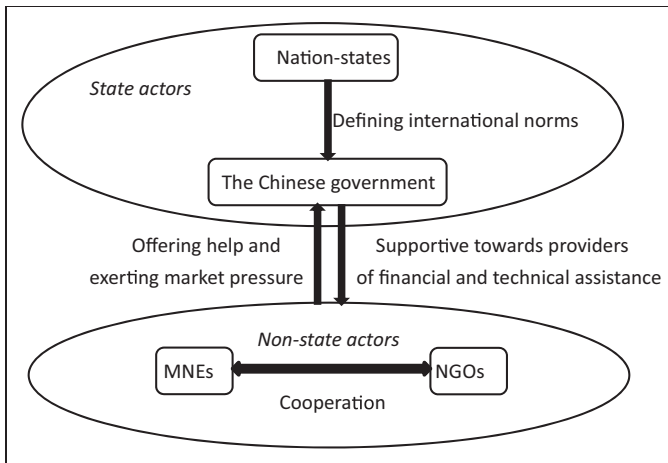 Nation-states
State actors
Defining international norms
The Chinese government
Offering help and
exerting market pressure
Supportive towards providers
of financial and technical assistance
Non-state actors
MNEs
NGOs
Cooperation